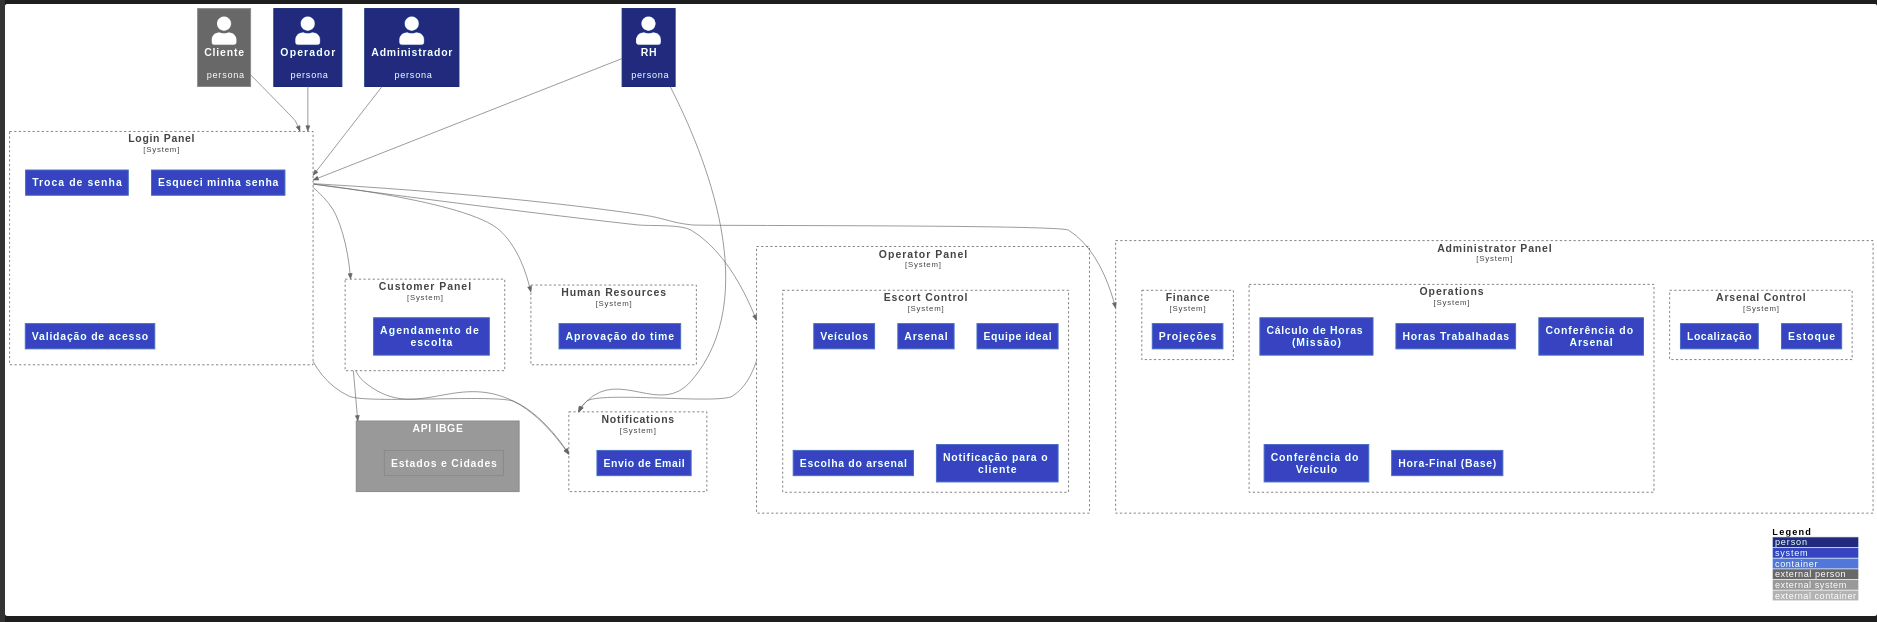 Cliente
persona
Operador
persona
Administrador
persona
RH
persona
Login Panel
[System]
Troca de senha
Esqueci minha senha
Validação de acesso
Customer Panel
[System]
Agendamento de
escolta
Human Resources
[System]
Aprovação do time
API IBGE
Estados e Cidades
Notifications
[System]
Envio de Email
Operator Panel
[System]
Escort Control
[System]
Veículos
Arsenal
Equipe ideal
Escolha do arsenal
Notificação para o
cliente
Administrator Panel
[System]
Finance
[System]
Projeções
Operations
[System]
Cálculo de Horas
(Missão)
Horas Trabalhadas
Conferência do
Arsenal
Conferência do
Veículo
Hora-Final (Base)
Arsenal Control
[System]
Localização
Estoque
Legend
person
system
container
external person
external system
external container